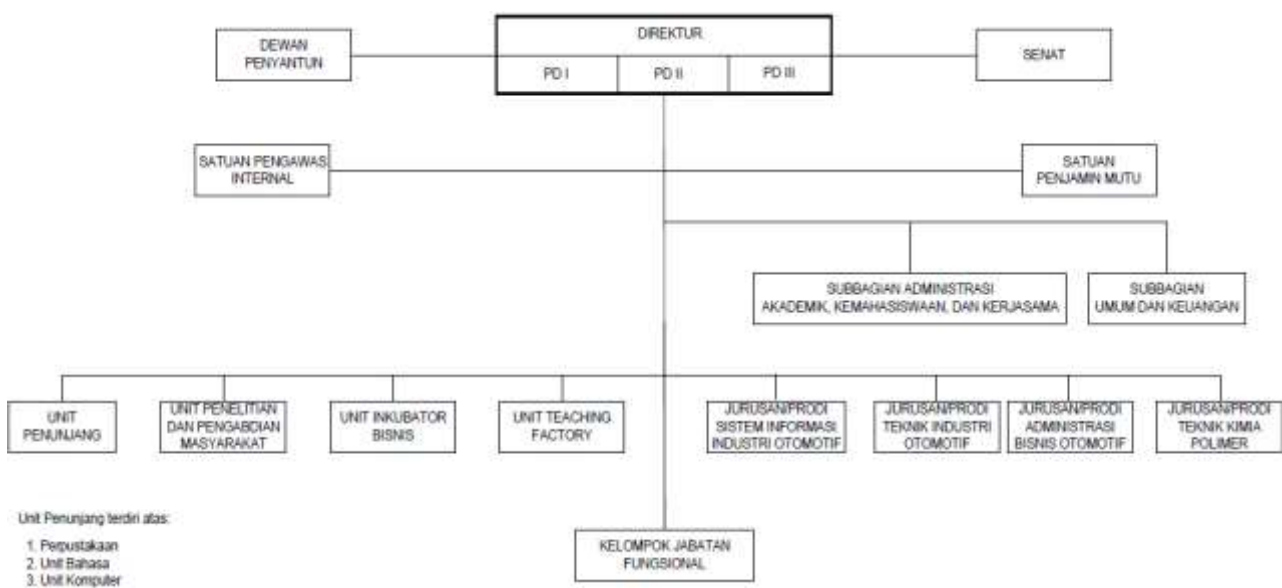 DIREKTUR
DEWAN
PENYANTUN
PD I
PD II
PD III
SENAT
SATUAN PENGAWAS
INTERNAL
SATUAN
PENJAMIN MUTU
SUBBAGIAN ADMINISTRASI
AKADEMIK, KEMAHASISWAAN, DAN KERJASAMA
SUBBAGIAN
UMUM DAN KEUANGAN
UNIT
PENUNJANG
UNIT PENELITIAN
DAN PENGABDIAN
MASYARAKAT
UNIT INKUBATOR
BISNIS
UNIT TEACHING
FACTORY
JURUSAN/PRODI
SISTEM INFORMASI
INDUSTRI OTOMOTIF
JURUSAN/PRODI
TEKNIK INDUSTRI
OTOMOTIF
JURUSAN/PRODI
ADMINISTRASI
BISNIS OTOMOTIF
JURUSAN/PRODI
TEKNIK KIMIA
POLIMER
Unit Penunjang terdiri atas:
1. Perpustakaan
2. Unit Bahasa
3. Unit Komputer
KELOMPOK JABATAN
FUNGSIONAL